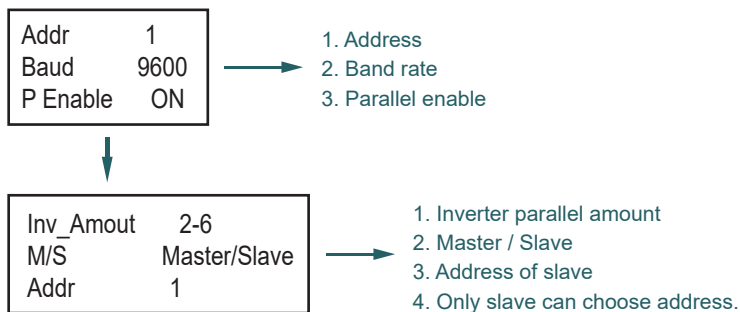 Addr 1
Baud 9600
P Enable ON
1. Address
2. Band rate
3. Parallel enable
Inv_Amout 2-6
M/S Master/Slave
Addr 1
1. Inverter parallel amount
2. Master / Slave
3. Address of slave
4. Only slave can choose address.